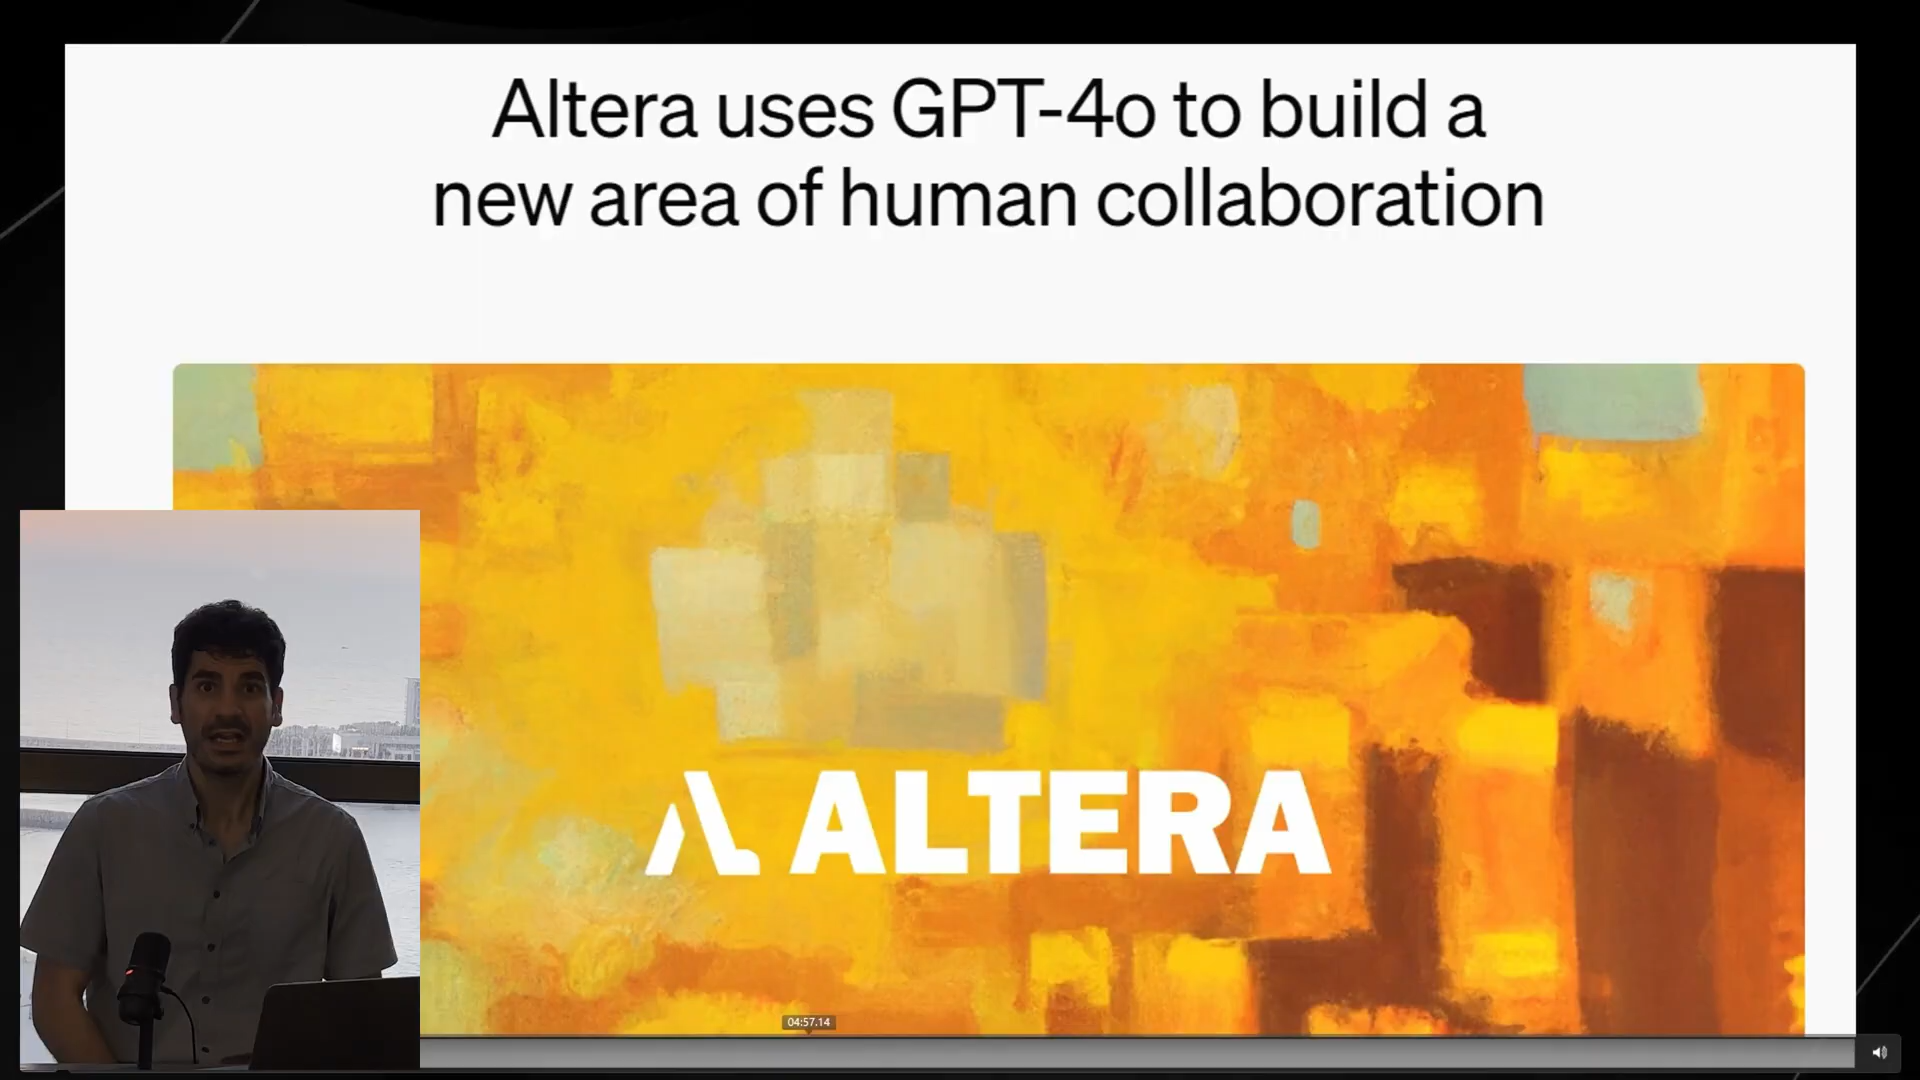 Altera uses GPT-4o to build a
new area of human collaboration
ALTERA
04:57.14